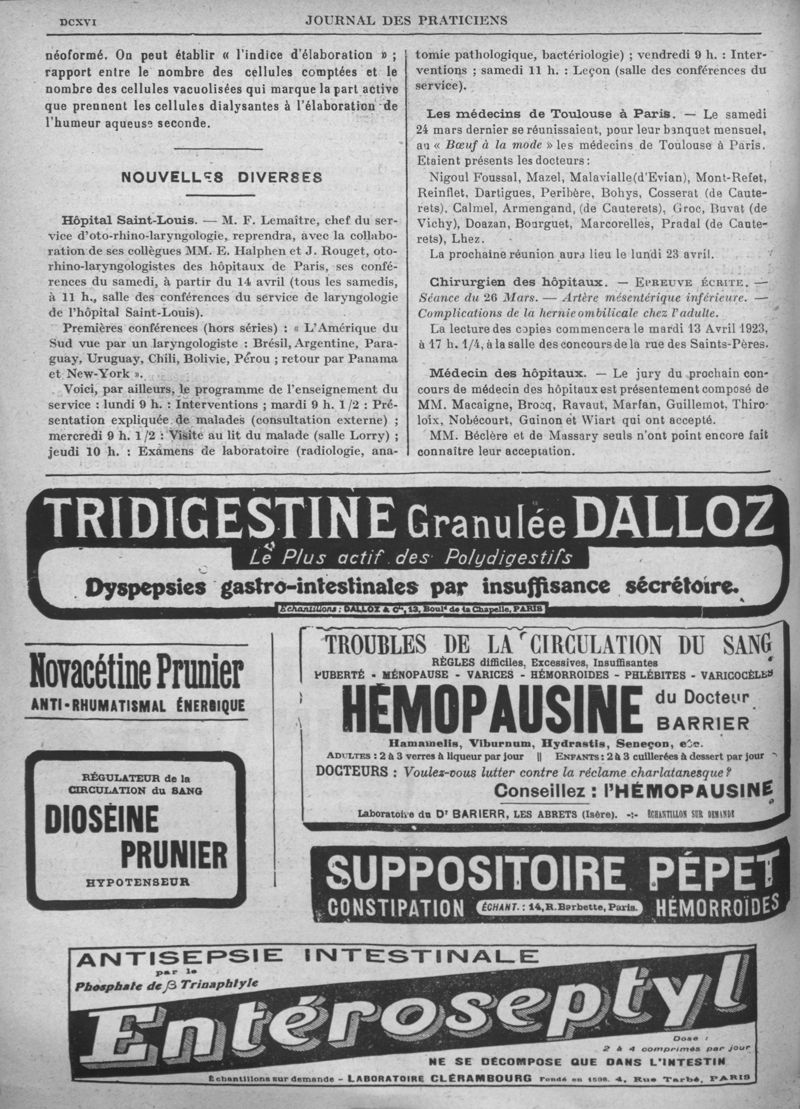 DCXVI
JOURNAL DES PRATICIENS
néoformé. On peut établir « l'indice d'élaboration » ;
rapport entre le nombre des cellules comptées et le
nombre des cellules vacuolisées qui marque la part active
que prennent les cellules dialysantes à l'élaboration de
l'humeur aqueuse seconde.
NOUVELLES DIVERSES
Hôpital Saint-Louis. — M. F. Lemaître, chef du ser-
vice d'oto-rhino-laryngologie, reprendra, avec la collabo-
ration de ses collègues MM. E. Halphen et J. Rouget, oto-
rhino-laryngologistes des hôpitaux de Paris, ses confé-
rences du samedi, à partir du 14 avril (tous les samedis,
à 11 h., salle des conférences du service de laryngologie
de l'hôpital Saint-Louis).
Premières conférences (hors séries) : « L'Amérique du
Sud vue par un laryngologiste : Brésil, Argentine, Para-
guay, Uruguay, Chili, Bolivie, Pérou ; retour par Panama
et New-York ».
Voici, par ailleurs, le programme de l'enseignement du
service : lundi 9 h. : Interventions ; mardi 9 h. 1/2 : Pré-
sentation expliquée de malades (consultation externe) ;
mercredi 9 h. 1/2 : Visite au lit du malade (salle Lorry) ;
jeudi 10 h. : Examens de laboratoire (radiologie, ana-
tomie pathologique, bactériologie) ; vendredi 9 h. : Inter-
ventions ; samedi 11 h. : Leçon (salle des conférences du
service).
Les médecins de Toulouse à Paris. — Le samedi
24 mars dernier se réunissaient, pour leur banquet mensuel,
au « Bœuf à la mode » les médecins de Toulouse à Paris.
Etaient présents les docteurs :
Nigoul Foussal, Mazel, Malavialle(d'Evian), Mont-Refet,
Reinflet, Dartigues, Peribère, Bohys, Cosserat (de Caute-
rets), Calmel, Armengand, (de Cauterets), Groc, Buvat (de
Vichy), Doazan, Bourguet, Marcorelles, Pradal (de Caute-
rets), Lhez.
La prochaine réunion aura lieu le lundi 23 avril.
Chirurgien des hôpitaux. — EPREUVE ÉCRITE. —
Séance du 26 Mars. — Artère mésentérique inférieure. —
Complications de la hernie ombilicale chez l'adulte.
La lecture des copies commencera le mardi 13 Avril 1923,
à 17 h. 1/4, à la salle des concours de la rue des Saints-Pères.
Médecin des hôpitaux. — Le jury du prochain con-
cours de médecin des hôpitaux est présentement composé de
MM. Macaigne, Brocq, Ravaut, Marfan, Guillemot, Thiro-
loix, Nobécourt, Guinon et Wiart qui ont accepté.
MM. Béclère et de Massary seuls n'ont point encore fait
connaître leur acceptation.
TRIDIGESTINE Granulée DALLOZ
Le Plus actif des Polydigestifs
Dyspepsies gastro-intestinales par insuffisance sécrétoire.
Échantillons : DALLOZ & Cie, 13, Boulᵈ de la Chapelle, PARIS
Novacétine Prunier
ANTI-RHUMATISMAL ÉNERGIQUE
RÉGULATEUR de la
CIRCULATION du SANG
DIOSÉINE
PRUNIER
HYPOTENSEUR
TROUBLES DE LA CIRCULATION DU SANG
RÈGLES difficiles, Excessives, Insuffisantes
PUBERTÉ - MÉNOPAUSE - VARICES - HÉMORROIDES - PHLÉBITES - VARICOCÈLES
HÉMOPAUSINE du Docteur
BARRIER
Hamamelis, Viburnum, Hydrastis, Seneçon, etc.
ADULTES : 2 à 3 verres à liqueur par jour || ENFANTS : 2 à 3 cuillerées à dessert par jour
DOCTEURS : Voulez-vous lutter contre la réclame charlatanesque ?
Conseillez : l'HÉMOPAUSINE
Laboratoire du Dʳ BARIERR, LES ABRETS (Isère). -:- ÉCHANTILLON SUR DEMANDE
SUPPOSITOIRE PÉPET
CONSTIPATION ÉCHANT. : 14, R. Barbette, Paris. HÉMORROÏDES
ANTISEPSIE INTESTINALE
par le
Phosphate de β Trinaphtyle
Entéroseptyl
Dose :
2 à 4 comprimés par jour
NE SE DÉCOMPOSE QUE DANS L'INTESTIN
Échantillons sur demande - LABORATOIRE CLÉRAMBOURG Fondé en 1898. 4, Rue Tarbé, PARIS